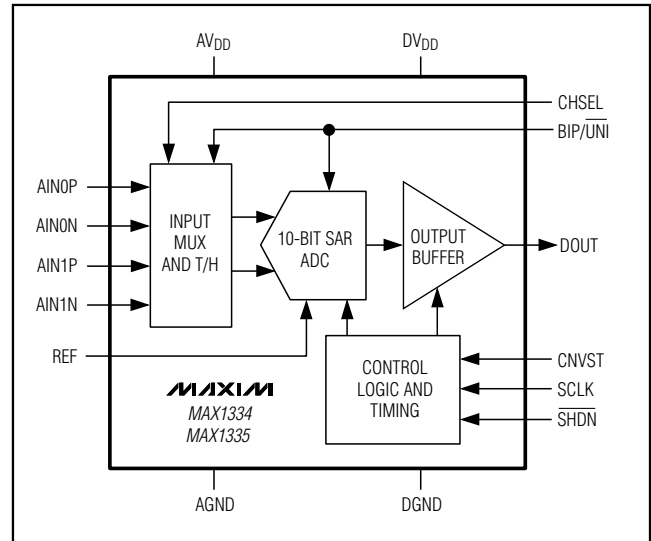 AVDD
DVDD
CHSEL
BIP/UNI
AIN0P
AIN0N
AIN1P
AIN1N
INPUT
MUX
AND T/H
10-BIT SAR
ADC
OUTPUT
BUFFER
DOUT
REF
CONTROL
LOGIC AND
TIMING
CNVST
SCLK
SHDN
MAXIM
MAX1334
MAX1335
AGND
DGND